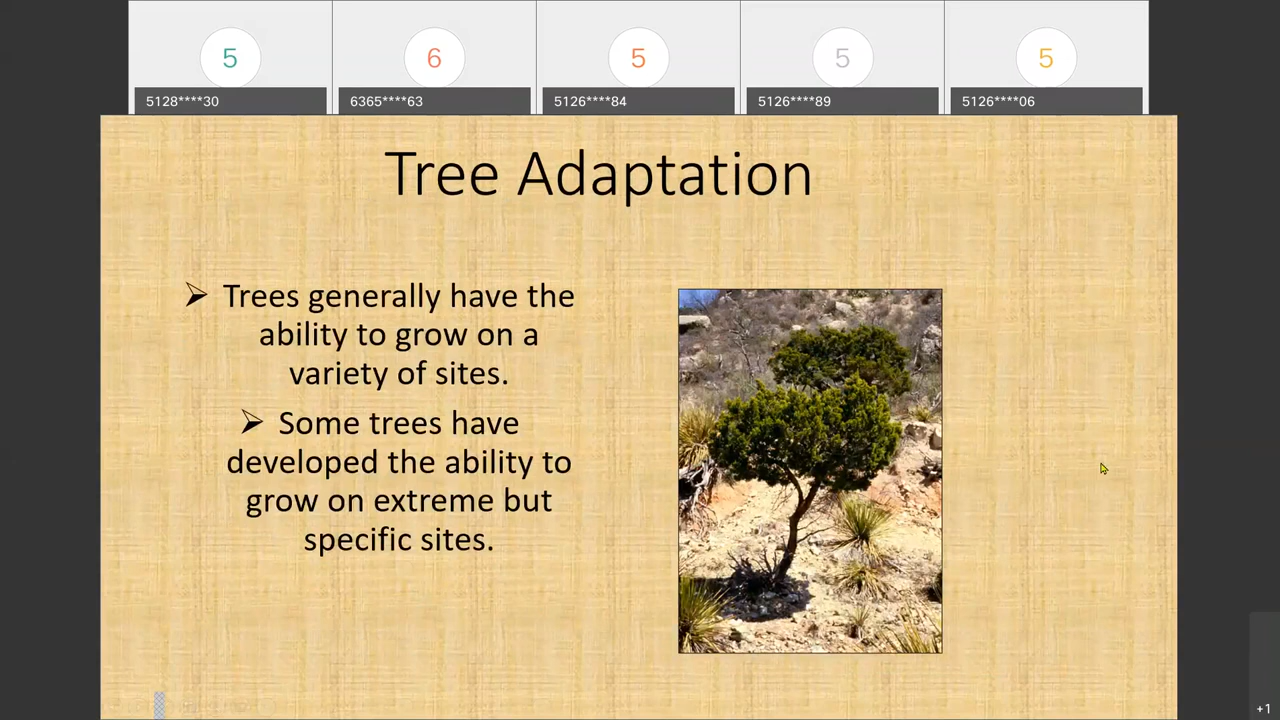 5 6 5 5 5
5128****30 6365****63 5126****84 5126****89 5126****06
Tree Adaptation
➢ Trees generally have the
ability to grow on a
variety of sites.
➢ Some trees have
developed the ability to
grow on extreme but
specific sites.
+1